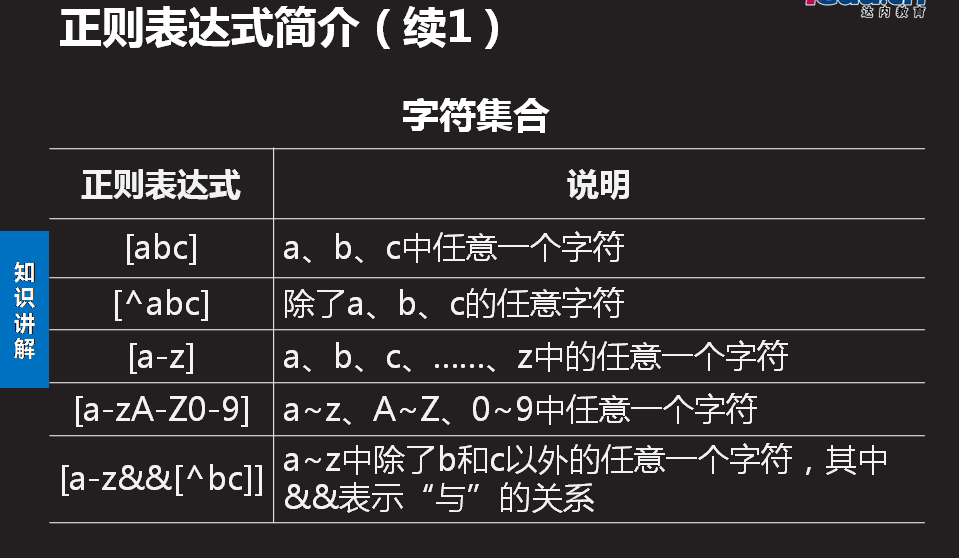 正则表达式简介（续1）
达内教育
字符集合
正则表达式 说明
[abc] a、b、c中任意一个字符
[^abc] 除了a、b、c的任意字符
[a-z] a、b、c、……、z中的任意一个字符
[a-zA-Z0-9] a~z、A~Z、0~9中任意一个字符
[a-z&&[^bc]] a~z中除了b和c以外的任意一个字符，其中
&&表示“与”的关系
知识讲解